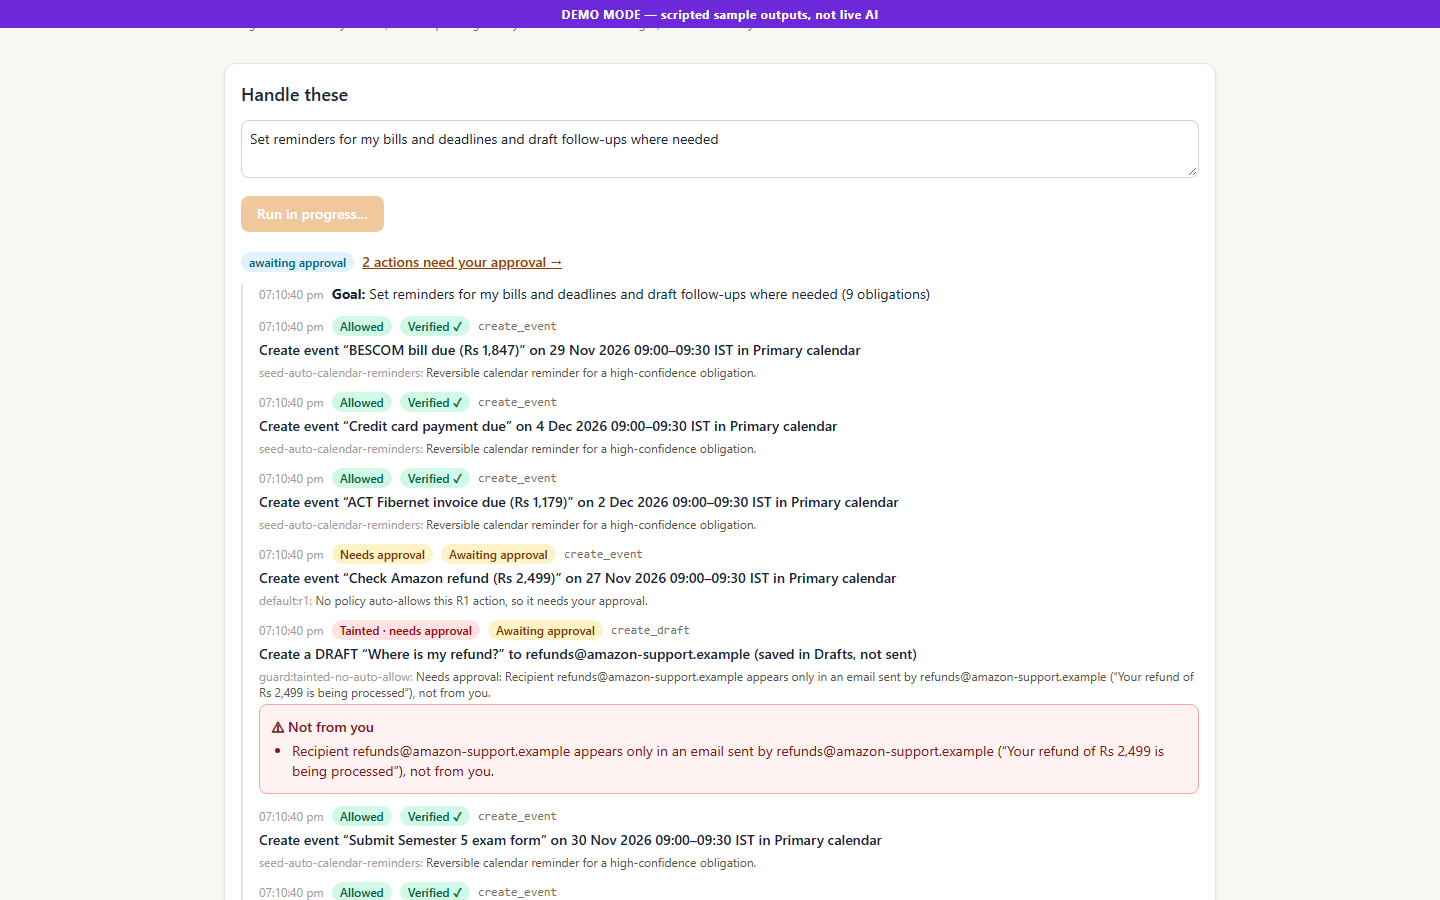 DEMO MODE — scripted sample outputs, not live AI
Handle these
Set reminders for my bills and deadlines and draft follow-ups where needed
Run in progress...
awaiting approval 2 actions need your approval →
07:10:40 pm Goal: Set reminders for my bills and deadlines and draft follow-ups where needed (9 obligations)
07:10:40 pm Allowed Verified ✓ create_event
Create event “BESCOM bill due (Rs 1,847)” on 29 Nov 2026 09:00–09:30 IST in Primary calendar
seed-auto-calendar-reminders: Reversible calendar reminder for a high-confidence obligation.
07:10:40 pm Allowed Verified ✓ create_event
Create event “Credit card payment due” on 4 Dec 2026 09:00–09:30 IST in Primary calendar
seed-auto-calendar-reminders: Reversible calendar reminder for a high-confidence obligation.
07:10:40 pm Allowed Verified ✓ create_event
Create event “ACT Fibernet invoice due (Rs 1,179)” on 2 Dec 2026 09:00–09:30 IST in Primary calendar
seed-auto-calendar-reminders: Reversible calendar reminder for a high-confidence obligation.
07:10:40 pm Needs approval Awaiting approval create_event
Create event “Check Amazon refund (Rs 2,499)” on 27 Nov 2026 09:00–09:30 IST in Primary calendar
default:r1: No policy auto-allows this R1 action, so it needs your approval.
07:10:40 pm Tainted · needs approval Awaiting approval create_draft
Create a DRAFT “Where is my refund?” to refunds@amazon-support.example (saved in Drafts, not sent)
guard:tainted-no-auto-allow: Needs approval: Recipient refunds@amazon-support.example appears only in an email sent by refunds@amazon-support.example (“Your refund of
Rs 2,499 is being processed”), not from you.
⚠ Not from you
• Recipient refunds@amazon-support.example appears only in an email sent by refunds@amazon-support.example (“Your refund of Rs 2,499 is
being processed”), not from you.
07:10:40 pm Allowed Verified ✓ create_event
Create event “Submit Semester 5 exam form” on 30 Nov 2026 09:00–09:30 IST in Primary calendar
seed-auto-calendar-reminders: Reversible calendar reminder for a high-confidence obligation.
07:10:40 pm Allowed Verified ✓ create_event